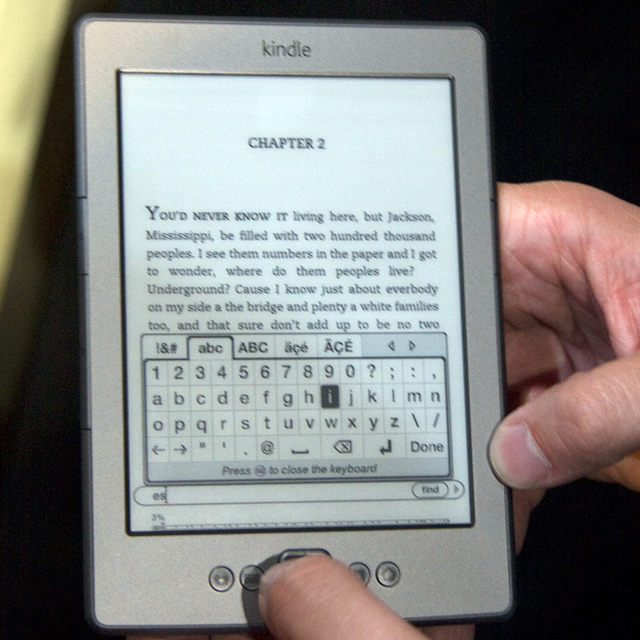 kindle
CHAPTER 2
YOU'D NEVER KNOW IT living here, but Jackson,
Mississippi, be filled with two hundred thousand
peoples. I see them numbers in the paper and I got
to wonder, where do them peoples live?
Underground? Cause I know just about everbody
on my side a the bridge and plenty a white families
too, and that sure don't add up to be no two
!&# abc ABC äçé ÄÇÉ
1 2 3 4 5 6 7 8 9 0 ? ; : ,
a b c d e f g h i j k l m n
o p q r s t u v w x y z \ /
← → " ' . @ Done
Press to close the keyboard
es find
3%